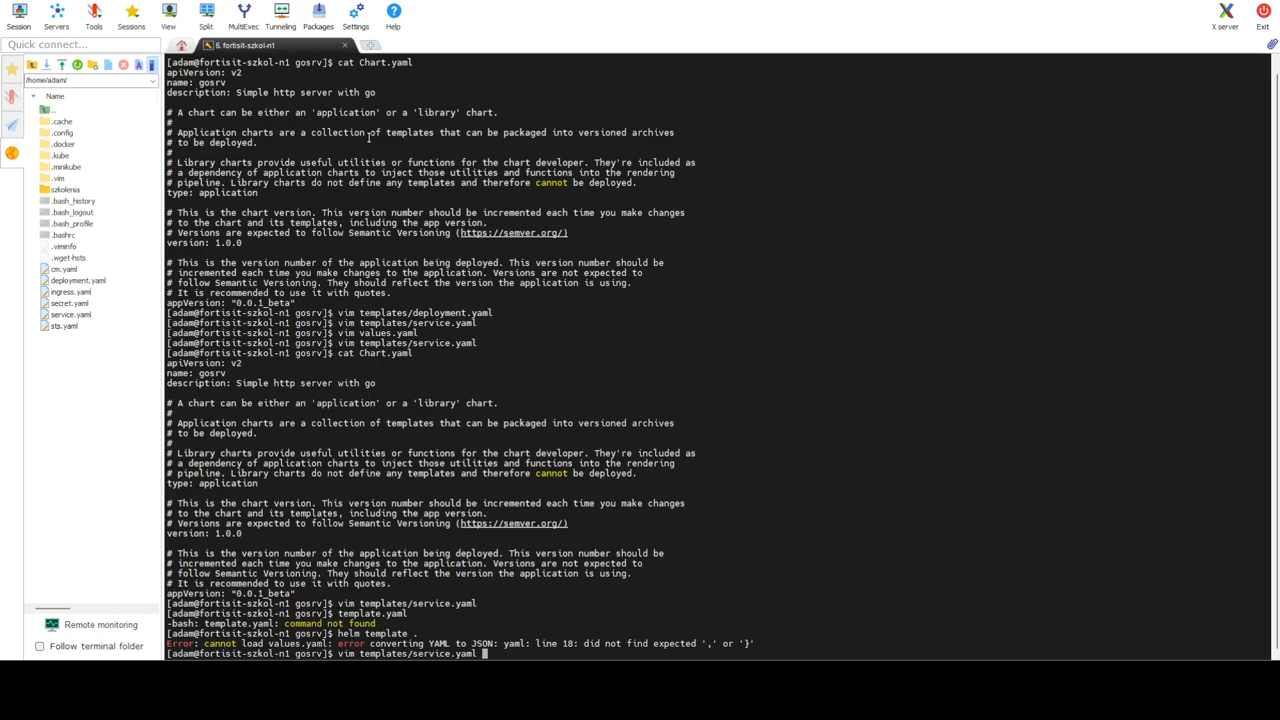 Session Servers Tools Sessions View Split MultiExec Tunneling Packages Settings Help X server Exit
Quick connect...
5. fortisit-szkol-n1
/home/adam/
Name
..
.cache
.config
.docker
.kube
.minikube
.vim
szkolenia
.bash_history
.bash_logout
.bash_profile
.bashrc
.viminfo
.wget-hsts
cm.yaml
deployment.yaml
ingress.yaml
secret.yaml
service.yaml
sts.yaml
Remote monitoring
Follow terminal folder
[adam@fortisit-szkol-n1 gosrv]$ cat Chart.yaml
apiVersion: v2
name: gosrv
description: Simple http server with go
# A chart can be either an 'application' or a 'library' chart.
#
# Application charts are a collection of templates that can be packaged into versioned archives
# to be deployed.
#
# Library charts provide useful utilities or functions for the chart developer. They're included as
# a dependency of application charts to inject those utilities and functions into the rendering
# pipeline. Library charts do not define any templates and therefore cannot be deployed.
type: application
# This is the chart version. This version number should be incremented each time you make changes
# to the chart and its templates, including the app version.
# Versions are expected to follow Semantic Versioning (https://semver.org/)
version: 1.0.0
# This is the version number of the application being deployed. This version number should be
# incremented each time you make changes to the application. Versions are not expected to
# follow Semantic Versioning. They should reflect the version the application is using.
# It is recommended to use it with quotes.
appVersion: "0.0.1_beta"
[adam@fortisit-szkol-n1 gosrv]$ vim templates/deployment.yaml
[adam@fortisit-szkol-n1 gosrv]$ vim templates/service.yaml
[adam@fortisit-szkol-n1 gosrv]$ vim values.yaml
[adam@fortisit-szkol-n1 gosrv]$ vim templates/service.yaml
[adam@fortisit-szkol-n1 gosrv]$ cat Chart.yaml
apiVersion: v2
name: gosrv
description: Simple http server with go
# A chart can be either an 'application' or a 'library' chart.
#
# Application charts are a collection of templates that can be packaged into versioned archives
# to be deployed.
#
# Library charts provide useful utilities or functions for the chart developer. They're included as
# a dependency of application charts to inject those utilities and functions into the rendering
# pipeline. Library charts do not define any templates and therefore cannot be deployed.
type: application
# This is the chart version. This version number should be incremented each time you make changes
# to the chart and its templates, including the app version.
# Versions are expected to follow Semantic Versioning (https://semver.org/)
version: 1.0.0
# This is the version number of the application being deployed. This version number should be
# incremented each time you make changes to the application. Versions are not expected to
# follow Semantic Versioning. They should reflect the version the application is using.
# It is recommended to use it with quotes.
appVersion: "0.0.1_beta"
[adam@fortisit-szkol-n1 gosrv]$ vim templates/service.yaml
[adam@fortisit-szkol-n1 gosrv]$ template.yaml
-bash: template.yaml: command not found
[adam@fortisit-szkol-n1 gosrv]$ helm template .
Error: cannot load values.yaml: error converting YAML to JSON: yaml: line 18: did not find expected ',' or '}'
[adam@fortisit-szkol-n1 gosrv]$ vim templates/service.yaml